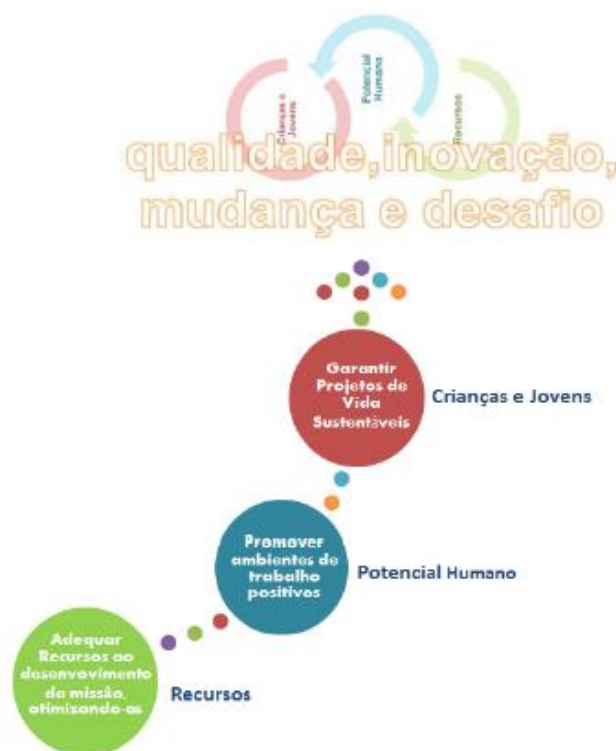 Crianças e
Jovens
Potencial
Humano
Recursos
qualidade,inovação,
mudança e desafio
Garantir
Projetos de
Vida
Sustentáveis
Crianças e Jovens
Promover
ambientes de
trabalho
positivos
Potencial Humano
Adequar
Recursos ao
desenvovimento
da missão,
otimizando-os
Recursos